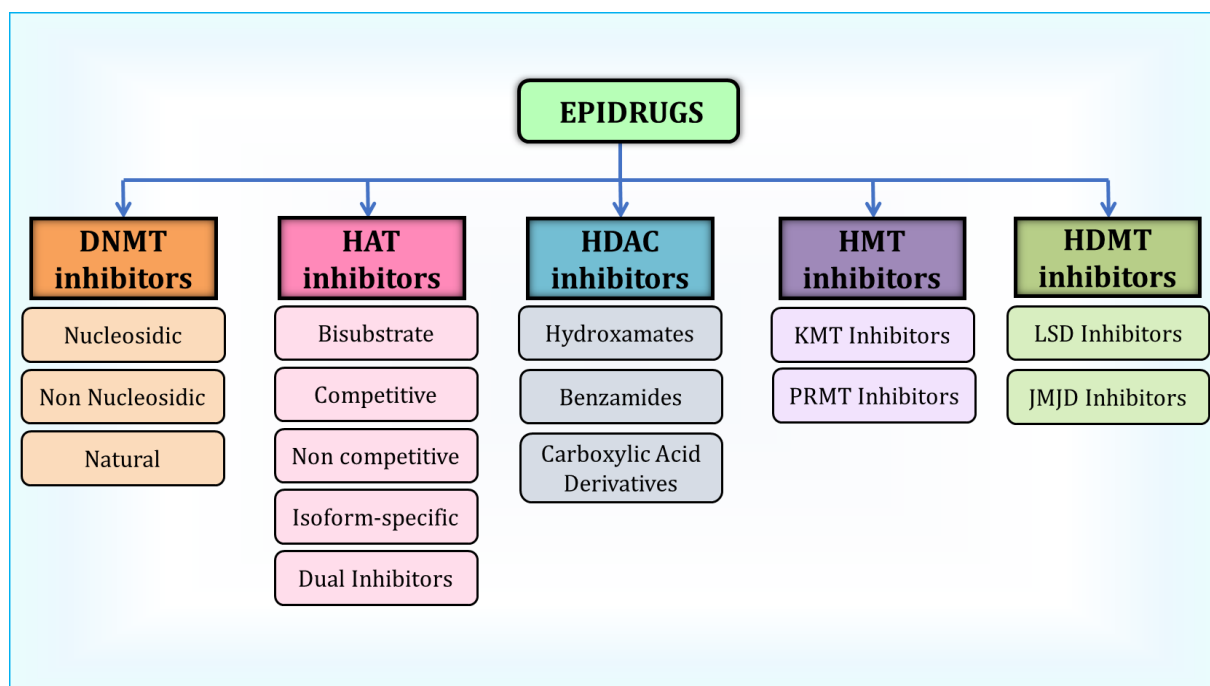 EPIDRUGS
DNMT
inhibitors
Nucleosidic
Non Nucleosidic
Natural
HAT
inhibitors
Bisubstrate
Competitive
Non competitive
Isoform-specific
Dual Inhibitors
HDAC
inhibitors
Hydroxamates
Benzamides
Carboxylic Acid
Derivatives
HMT
inhibitors
KMT Inhibitors
PRMT Inhibitors
HDMT
inhibitors
LSD Inhibitors
JMJD Inhibitors